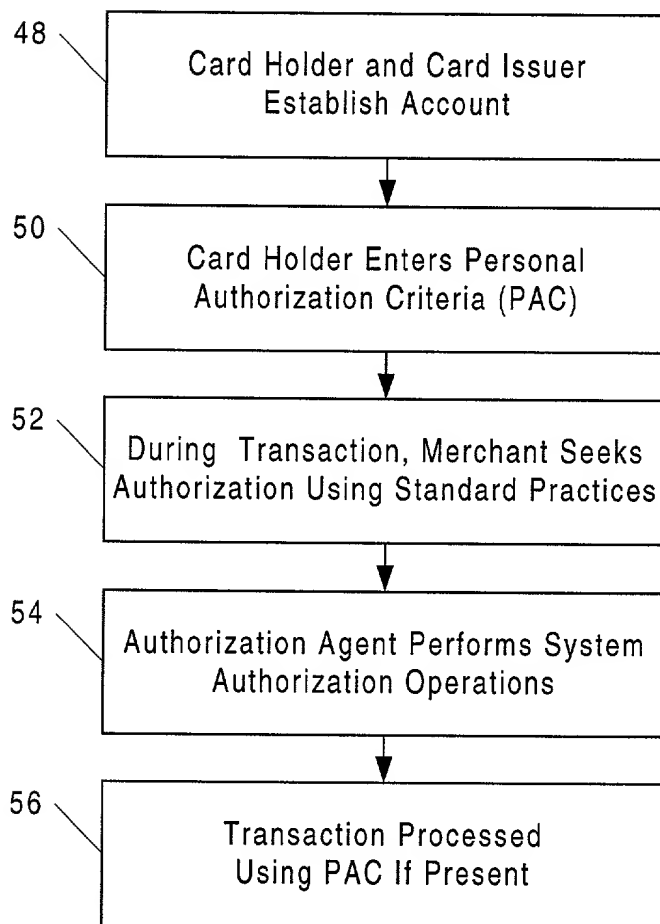 48
Card Holder and Card Issuer
Establish Account
50
Card Holder Enters Personal
Authorization Criteria (PAC)
52
During Transaction, Merchant Seeks
Authorization Using Standard Practices
54
Authorization Agent Performs System
Authorization Operations
56
Transaction Processed
Using PAC If Present